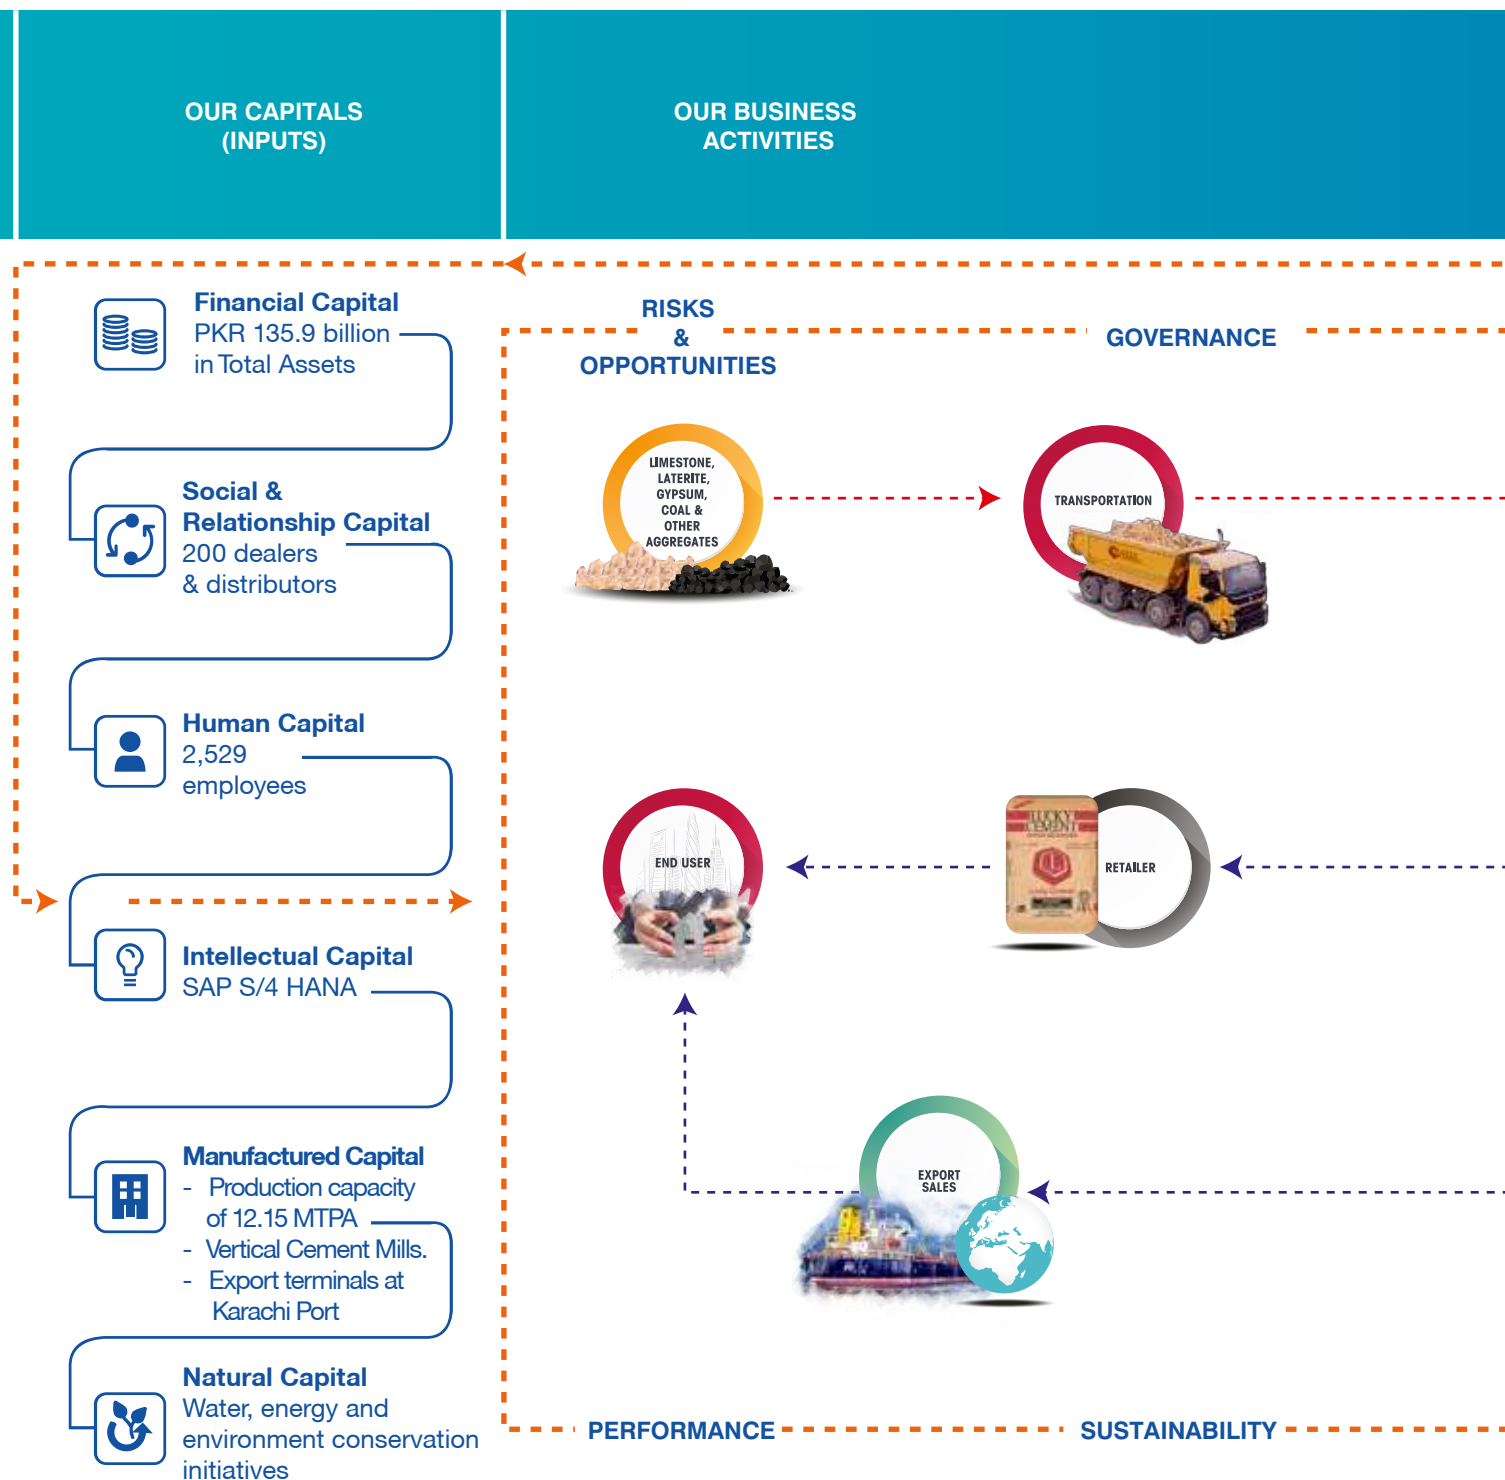 OUR CAPITALS
(INPUTS)
OUR BUSINESS
ACTIVITIES
Financial Capital
PKR 135.9 billion
in Total Assets
Social &
Relationship Capital
200 dealers
& distributors
Human Capital
2,529
employees
Intellectual Capital
SAP S/4 HANA
Manufactured Capital
- Production capacity
of 12.15 MTPA
- Vertical Cement Mills.
- Export terminals at
Karachi Port
Natural Capital
Water, energy and
environment conservation
initiatives
RISKS
&
OPPORTUNITIES
GOVERNANCE
LIMESTONE,
LATERITE,
GYPSUM,
COAL &
OTHER
AGGREGATES
TRANSPORTATION
END USER
LUCKY
CEMENT
RETAILER
EXPORT
SALES
PERFORMANCE
SUSTAINABILITY